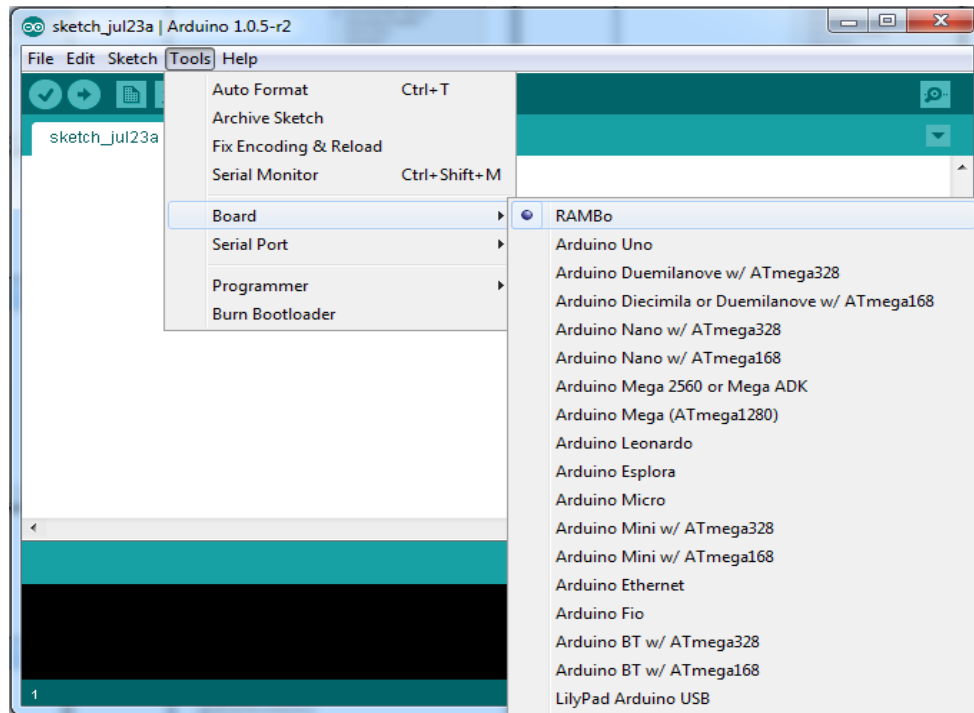 sketch_jul23a | Arduino 1.0.5-r2
File Edit Sketch Tools Help
sketch_jul23a
Auto Format Ctrl+T
Archive Sketch
Fix Encoding & Reload
Serial Monitor Ctrl+Shift+M
Board
Serial Port
Programmer
Burn Bootloader
RAMBo
Arduino Uno
Arduino Duemilanove w/ ATmega328
Arduino Diecimila or Duemilanove w/ ATmega168
Arduino Nano w/ ATmega328
Arduino Nano w/ ATmega168
Arduino Mega 2560 or Mega ADK
Arduino Mega (ATmega1280)
Arduino Leonardo
Arduino Esplora
Arduino Micro
Arduino Mini w/ ATmega328
Arduino Mini w/ ATmega168
Arduino Ethernet
Arduino Fio
Arduino BT w/ ATmega328
Arduino BT w/ ATmega168
LilyPad Arduino USB
1